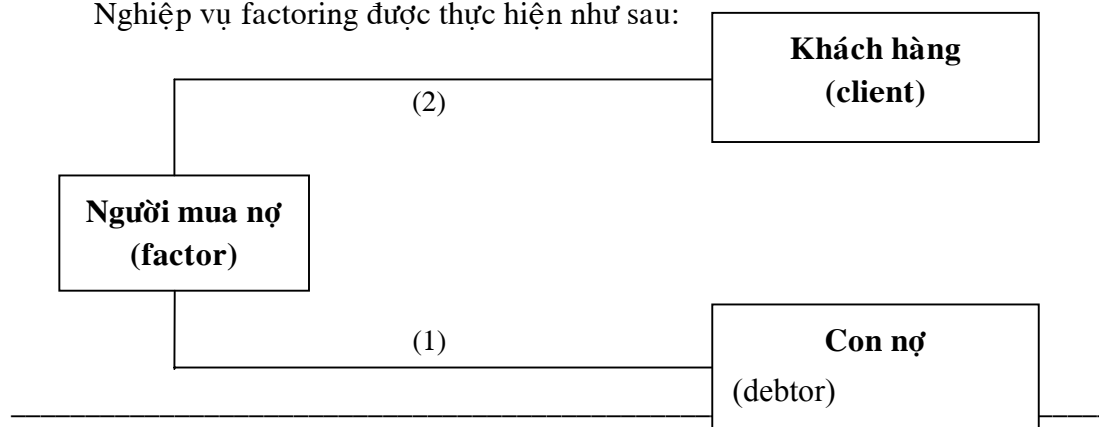 Nghiệp vụ factoring được thực hiện như sau:
Khách hàng
(client)
(2)
Người mua nợ
(factor)
(1)
Con nợ
(debtor)